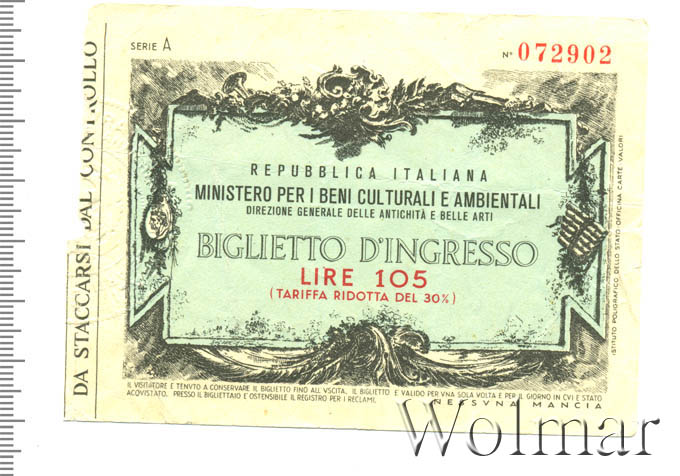 SERIE A
N° 072902
DA STACCARSI DAL CONTROLLO
REPUBBLICA ITALIANA
MINISTERO PER I BENI CULTURALI E AMBIENTALI
DIREZIONE GENERALE DELLE ANTICHITÀ E BELLE ARTI
BIGLIETTO D'INGRESSO
LIRE 105
(TARIFFA RIDOTTA DEL 30%)
ISTITUTO POLIGRAFICO DELLO STATO OFFICINA CARTE VALORI
IL VISITATORE E TENVTO A CONSERVARE IL BIGLIETTO FINO ALL'VSCITA. IL BIGLIETTO E VALIDO PER VNA SOLA VOLTA E PER IL GIORNO IN CVI E STATO
ACQVISTATO. PRESSO IL BIGLIETTAIO E' OSTENSIBILE IL REGISTRO PER I RECLAMI.
NESSVNA MANCIA
Wolmar